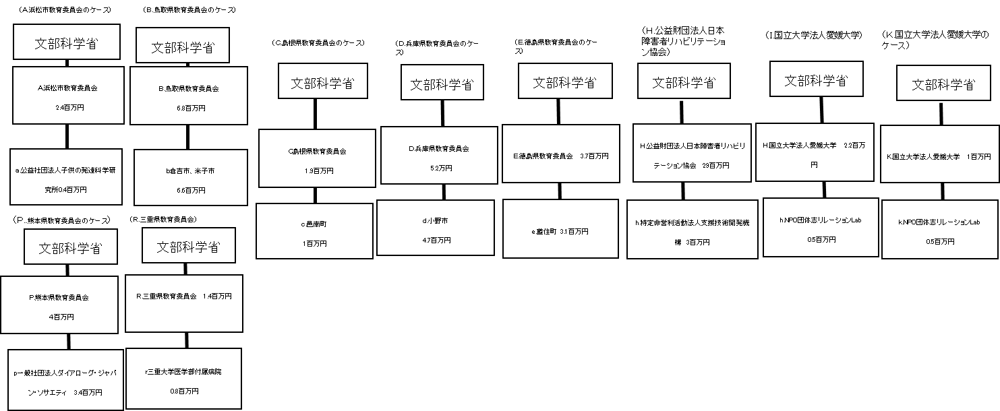 （A.浜松市教育委員会のケース）
文部科学省
A.浜松市教育委員会
2.4百万円
a.公益社団法人子供の発達科学研
究所0.4百万円
（B.鳥取県教育委員会のケース）
文部科学省
B.鳥取県教育委員会
6.8百万円
b.倉吉市、米子市
6.6百万円
（C.島根県教育委員会のケース）
文部科学省
C島根県教育委員会
1.9百万円
c.邑南町
1百万円
（D.兵庫県教育委員会のケー
ス）
文部科学省
D.兵庫県教育委員会
5.2万円
d.小野市
4.7百万円
（E.徳島県教育委員会のケー
ス）
文部科学省
E.徳島県教育委員会　3.7百万円
e.藍住町 3.1百万円
（H.公益財団法人日本
障害者リハビリテーショ
ン協会）
文部科学省
H.公益財団法人日本障害者リハビリ
テーション協会　29百万円
h.特定非営利活動法人支援技術開発機
構　3百万円
（I.国立大学法人愛媛大学）
文部科学省
H.国立大学法人愛媛大学　2.2百万
円
h.NPO団体志リレーションLab
0.5百万円
（K.国立大学法人愛媛大学の
ケース）
文部科学省
K.国立大学法人愛媛大学　1百万円
k.NPO団体志リレーションLab
0.5百万円
（P..熊本県教育委員会のケース）
文部科学省
P.熊本県教育委員会
4百万円
p一般社団法人ダイアローグ・ジャパ
ン・ソサエティ　3.4百万円
（R.三重県教育委員会）
文部科学省
R.三重県教育委員会　1.4百万円
r三重大学医学部付属病院
0.8百万円